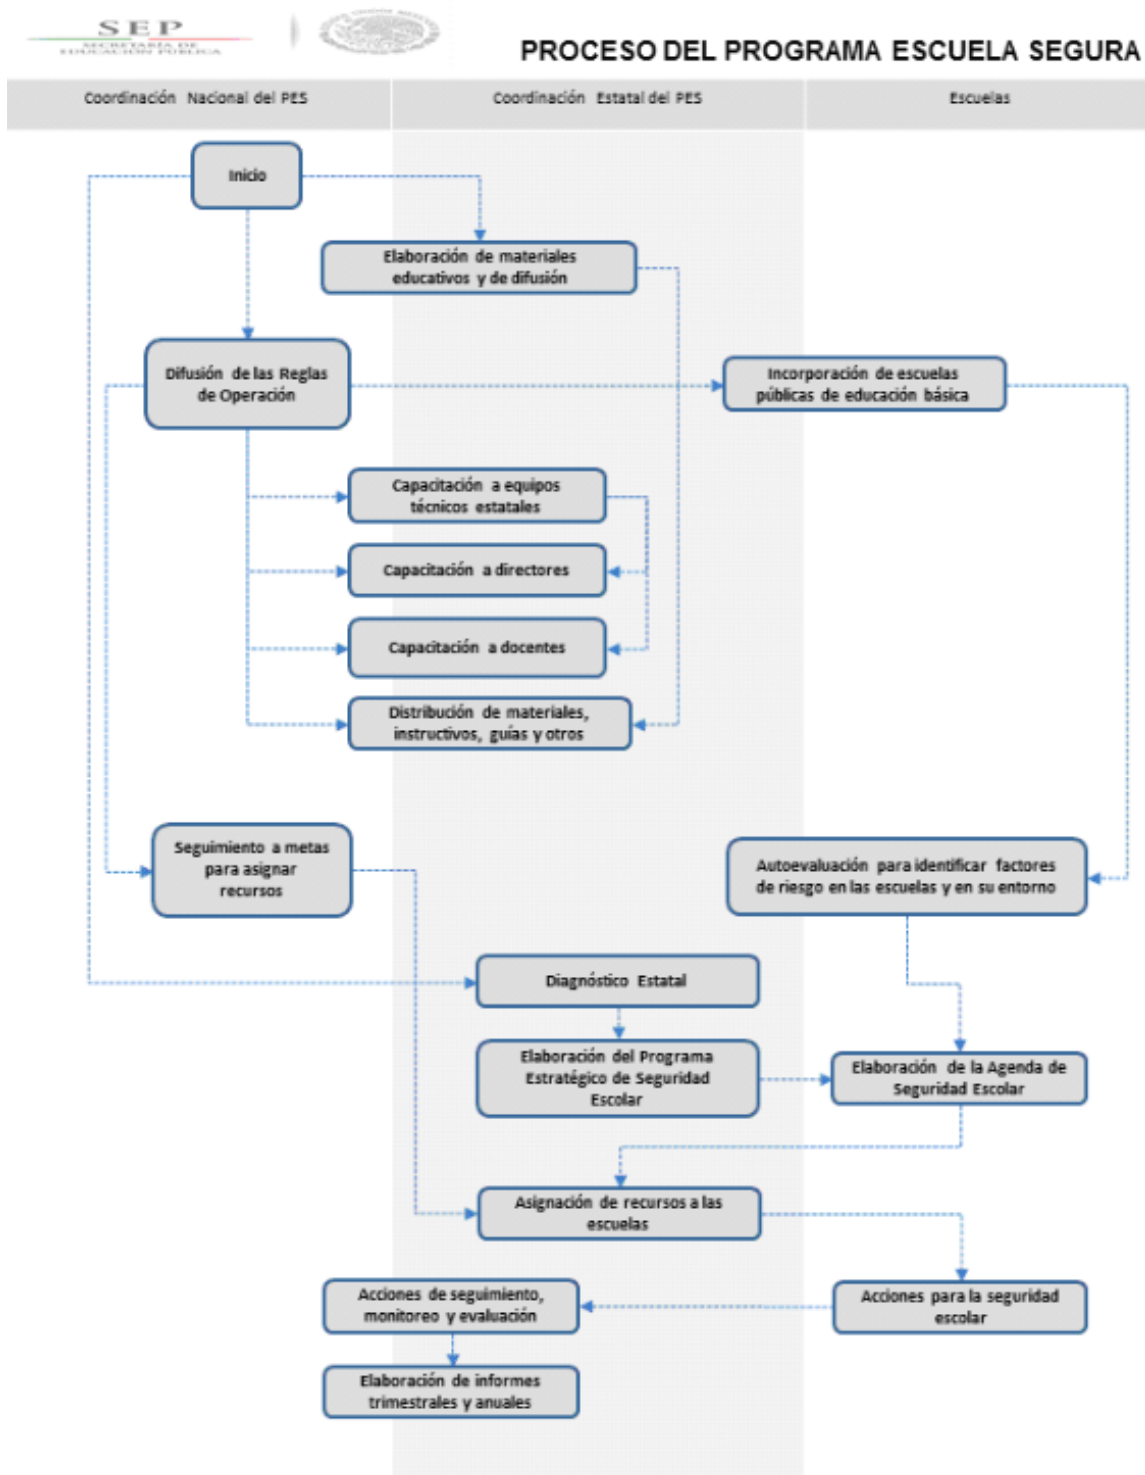 SEP
SECRETARÍA DE
EDUCACIÓN PÚBLICA
PROCESO DEL PROGRAMA ESCUELA SEGURA
Coordinación Nacional del PES
Coordinación Estatal del PES
Escuelas
Inicio
Elaboración de materiales
educativos y de difusión
Difusión de las Reglas
de Operación
Incorporación de escuelas
públicas de educación básica
Capacitación a equipos
técnicos estatales
Capacitación a directores
Capacitación a docentes
Distribución de materiales,
instructivos, guías y otros
Seguimiento a metas
para asignar
recursos
Autoevaluación para identificar factores
de riesgo en las escuelas y en su entorno
Diagnóstico Estatal
Elaboración del Programa
Estratégico de Seguridad
Escolar
Elaboración de la Agenda de
Seguridad Escolar
Asignación de recursos a las
escuelas
Acciones de seguimiento,
monitoreo y evaluación
Acciones para la seguridad
escolar
Elaboración de informes
trimestrales y anuales